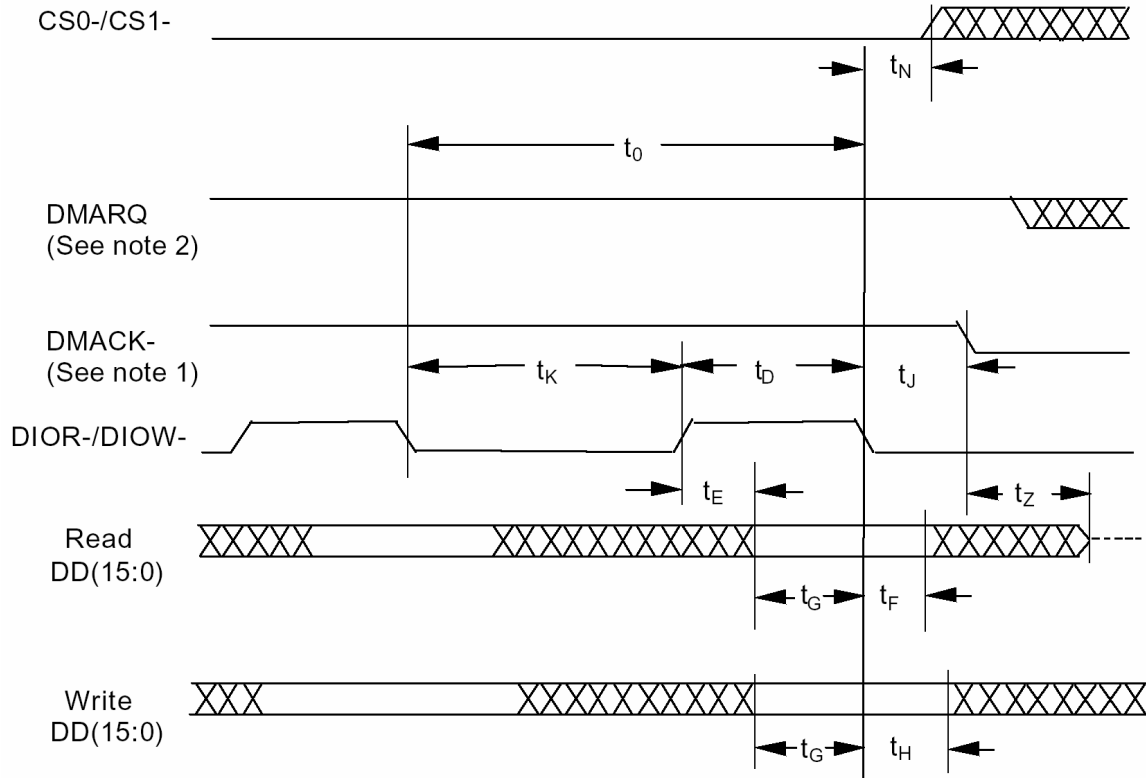 CS0-/CS1-
tN
t0
DMARQ
(See note 2)
DMACK-
(See note 1)
tK
tD
tJ
DIOR-/DIOW-
tE
tZ
Read
DD(15:0)
tG
tF
Write
DD(15:0)
tG
tH